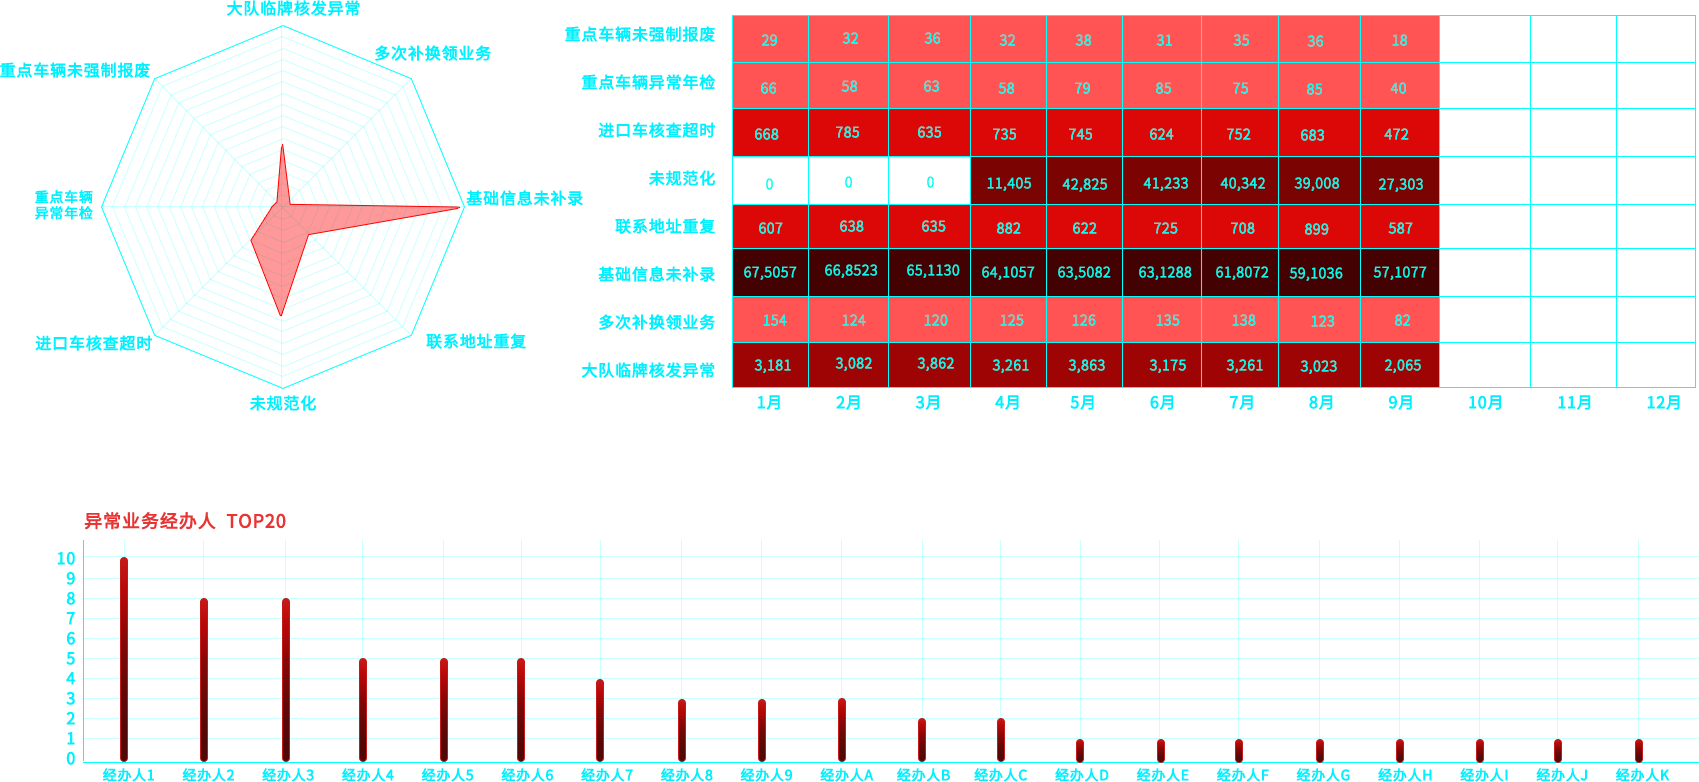 大队临牌核发异常
多次补换领业务
重点车辆未强制报废
重点车辆
异常年检
基础信息未补录
进口车核查超时
联系地址重复
未规范化
重点车辆未强制报废 29 32 36 32 38 31 35 36 18
重点车辆异常年检 66 58 63 58 79 85 75 85 40
进口车核查超时 668 785 635 735 745 624 752 683 472
未规范化 0 0 0 11,405 42,825 41,233 40,342 39,008 27,303
联系地址重复 607 638 635 882 622 725 708 899 587
基础信息未补录 67,5057 66,8523 65,1130 64,1057 63,5082 63,1288 61,8072 59,1036 57,1077
多次补换领业务 154 124 120 125 126 135 138 123 82
大队临牌核发异常 3,181 3,082 3,862 3,261 3,863 3,175 3,261 3,023 2,065
1月 2月 3月 4月 5月 6月 7月 8月 9月 10月 11月 12月
异常业务经办人 TOP20
10
9
8
7
6
5
4
3
2
1
0
经办人1 经办人2 经办人3 经办人4 经办人5 经办人6 经办人7 经办人8 经办人9 经办人A 经办人B 经办人C 经办人D 经办人E 经办人F 经办人G 经办人H 经办人I 经办人J 经办人K